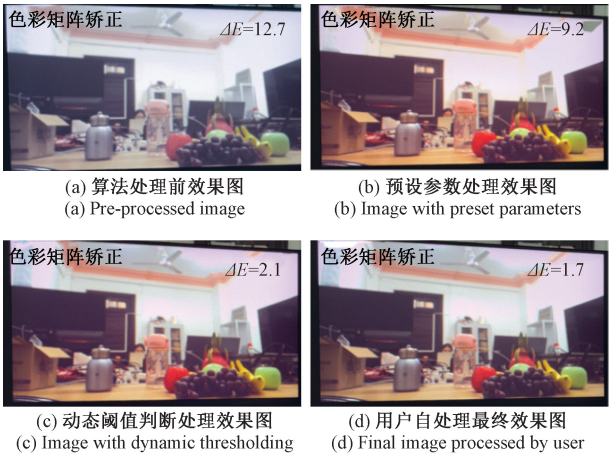 色彩矩阵矫正 ΔE=12.7
色彩矩阵矫正 ΔE=9.2
(a) 算法处理前效果图
(a) Pre-processed image
(b) 预设参数处理效果图
(b) Image with preset parameters
色彩矩阵矫正 ΔE=2.1
色彩矩阵矫正 ΔE=1.7
(c) 动态阈值判断处理效果图
(c) Image with dynamic thresholding
(d) 用户自处理最终效果图
(d) Final image processed by user